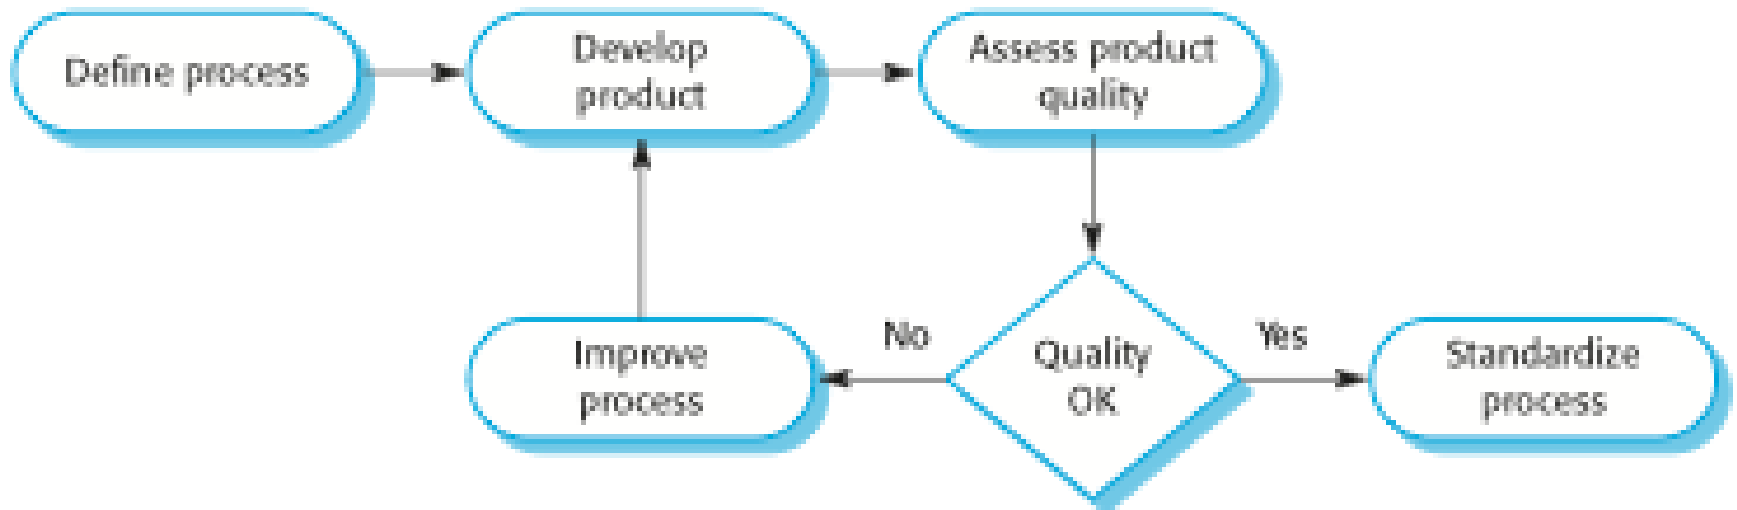 Define process
Develop
product
Assess product
quality
No
Yes
Improve
process
Quality
OK
Standardize
process